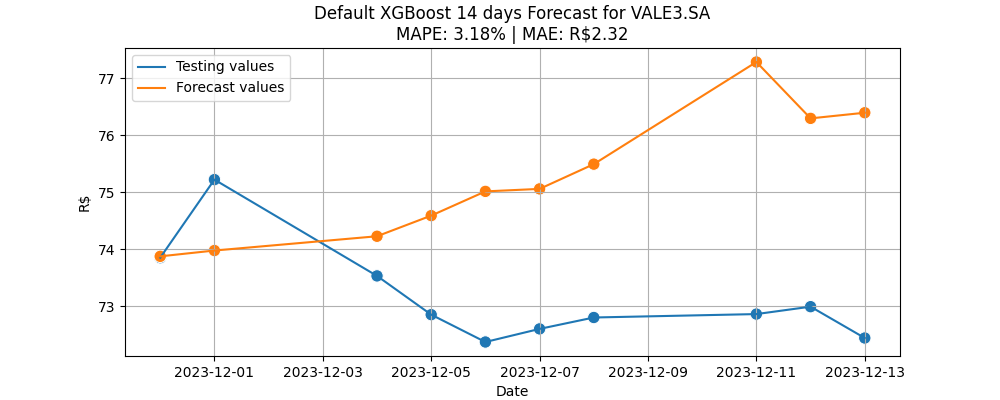 Default XGBoost 14 days Forecast for VALE3.SA
MAPE: 3.18% | MAE: R$2.32
Testing values
Forecast values
77
76
75
74
73
R$
2023-12-01
2023-12-03
2023-12-05
2023-12-07
2023-12-09
2023-12-11
2023-12-13
Date